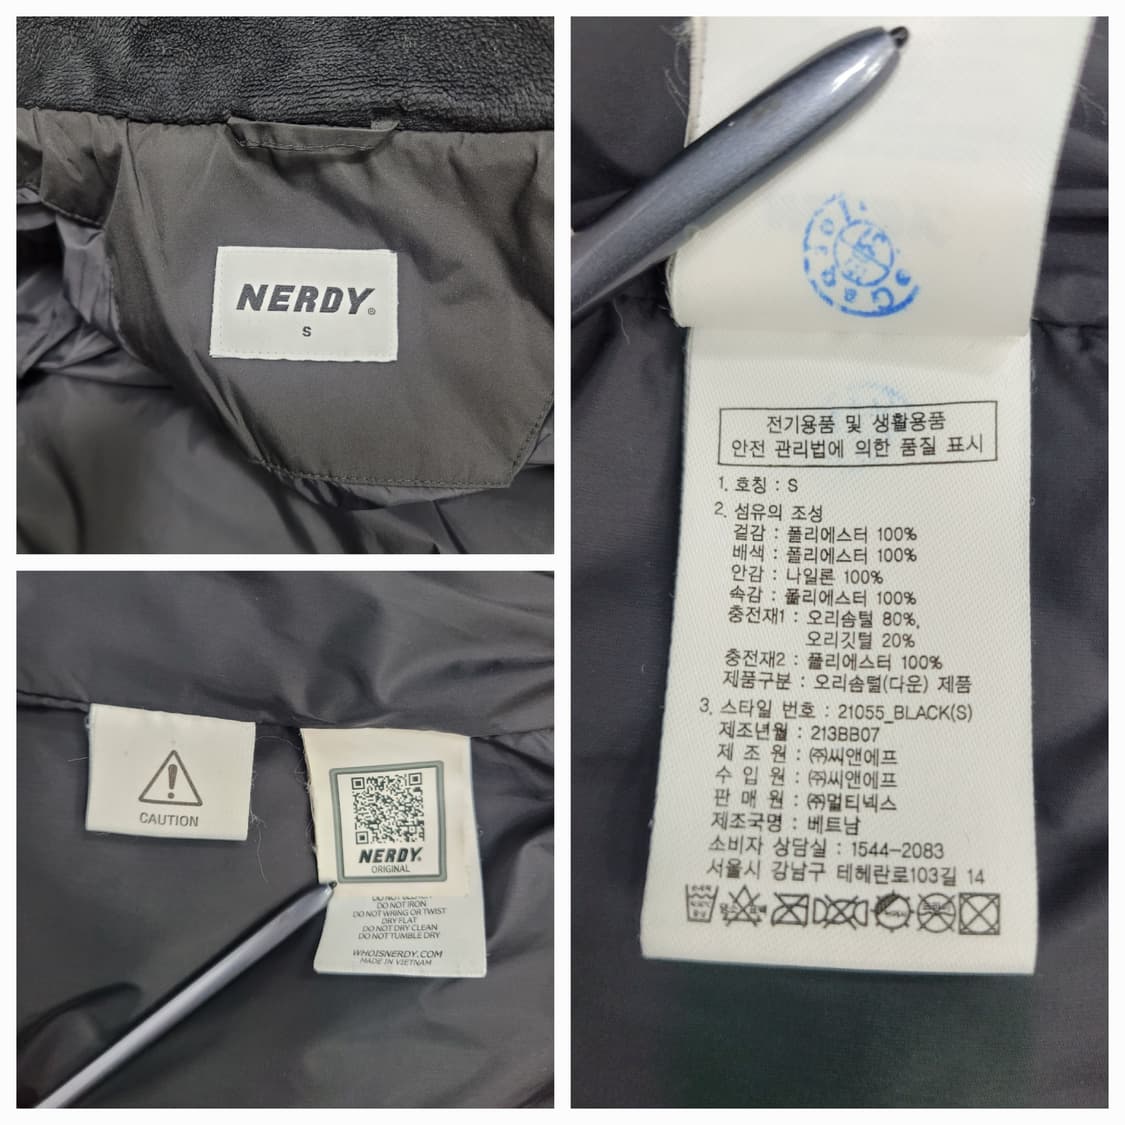 NERDY®
S
CAUTION
NERDY®
ORIGINAL
DO NOT IRON
DO NOT WRING OR TWIST
DRY FLAT
DO NOT DRY CLEAN
DO NOT TUMBLE DRY
WHOISNERDY.COM
MADE IN VIETNAM
전기용품 및 생활용품
안전 관리법에 의한 품질 표시
1. 호칭 : S
2. 섬유의 조성
겉감 : 폴리에스터 100%
배색 : 폴리에스터 100%
안감 : 나일론 100%
속감 : 폴리에스터 100%
충전재1 : 오리솜털 80%,
오리깃털 20%
충전재2 : 폴리에스터 100%
제품구분 : 오리솜털(다운) 제품
3. 스타일 번호 : 21055_BLACK(S)
제조년월 : 213BB07
제 조 원 : ㈜씨앤에프
수 입 원 : ㈜씨앤에프
판 매 원 : ㈜멀티넥스
제조국명 : 베트남
소비자 상담실 : 1544-2083
서울시 강남구 테헤란로103길 14